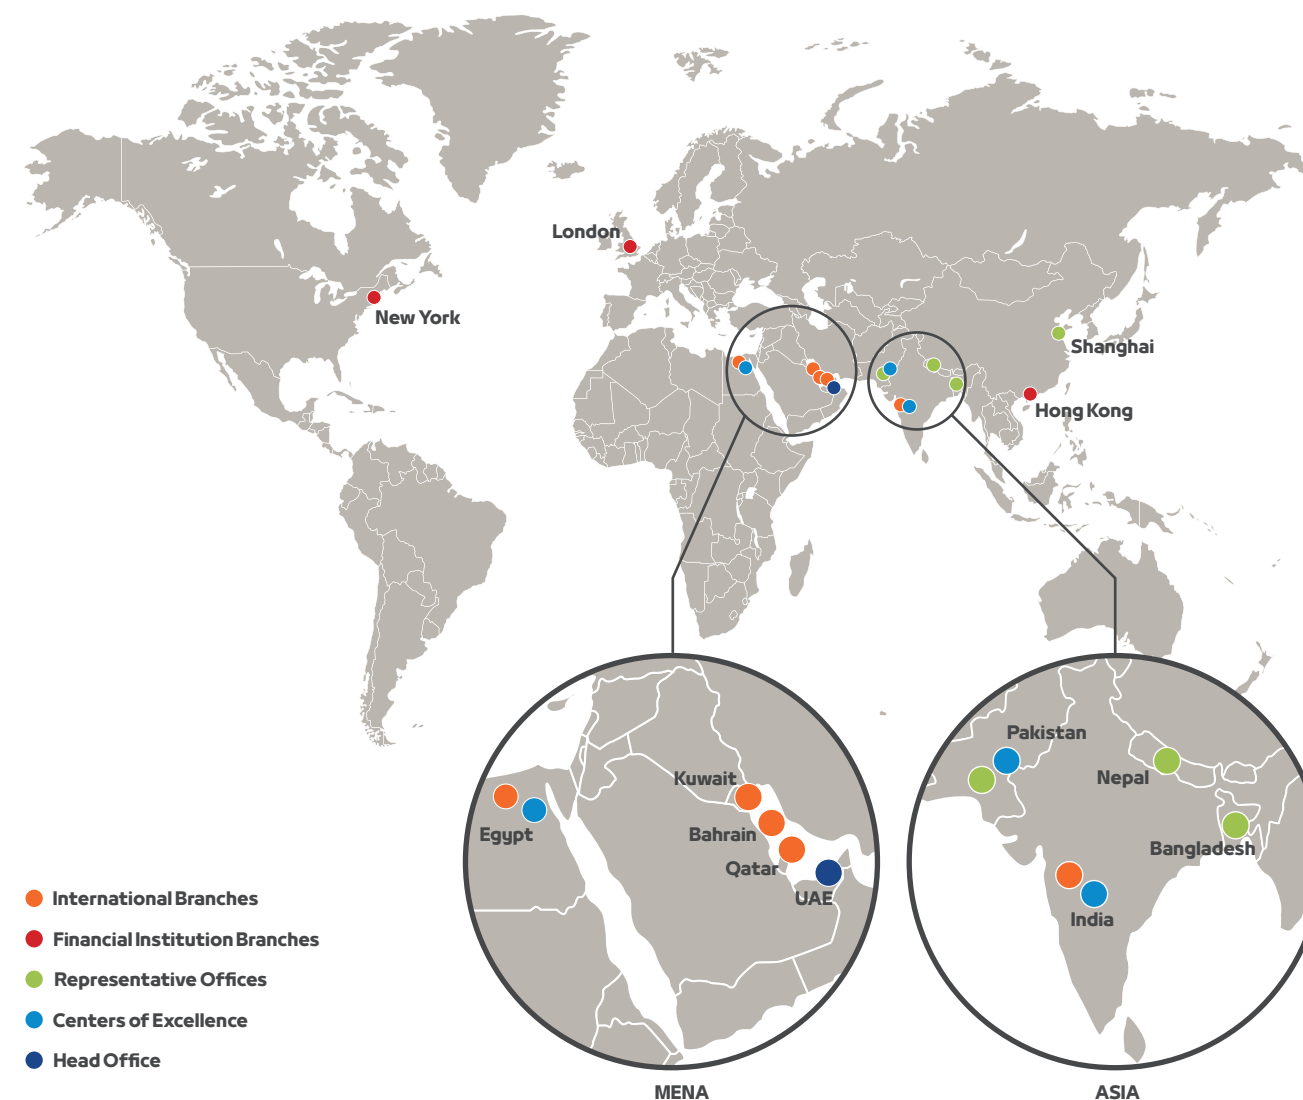 London
New York
Shanghai
Hong Kong
Pakistan
Nepal
Kuwait
Egypt
Bahrain
Bangladesh
Qatar
UAE
India
International Branches
Financial Institution Branches
Representative Offices
Centers of Excellence
Head Office
MENA
ASIA